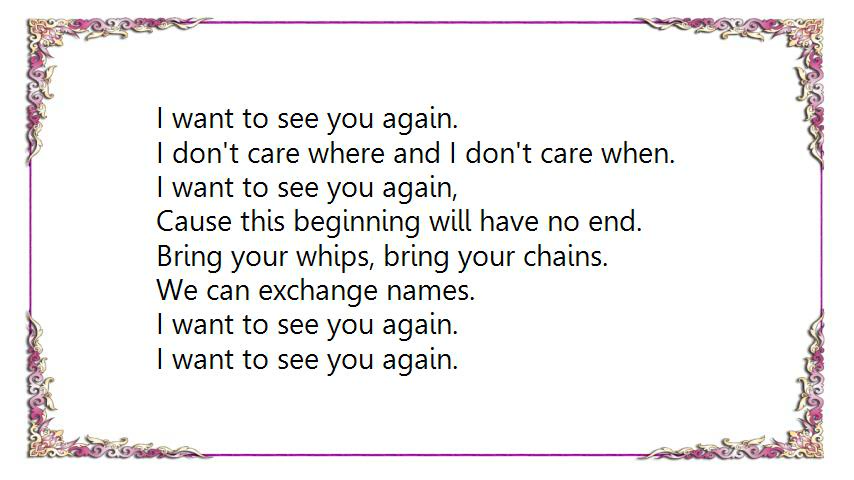 I want to see you again.
I don't care where and I don't care when.
I want to see you again,
Cause this beginning will have no end.
Bring your whips, bring your chains.
We can exchange names.
I want to see you again.
I want to see you again.